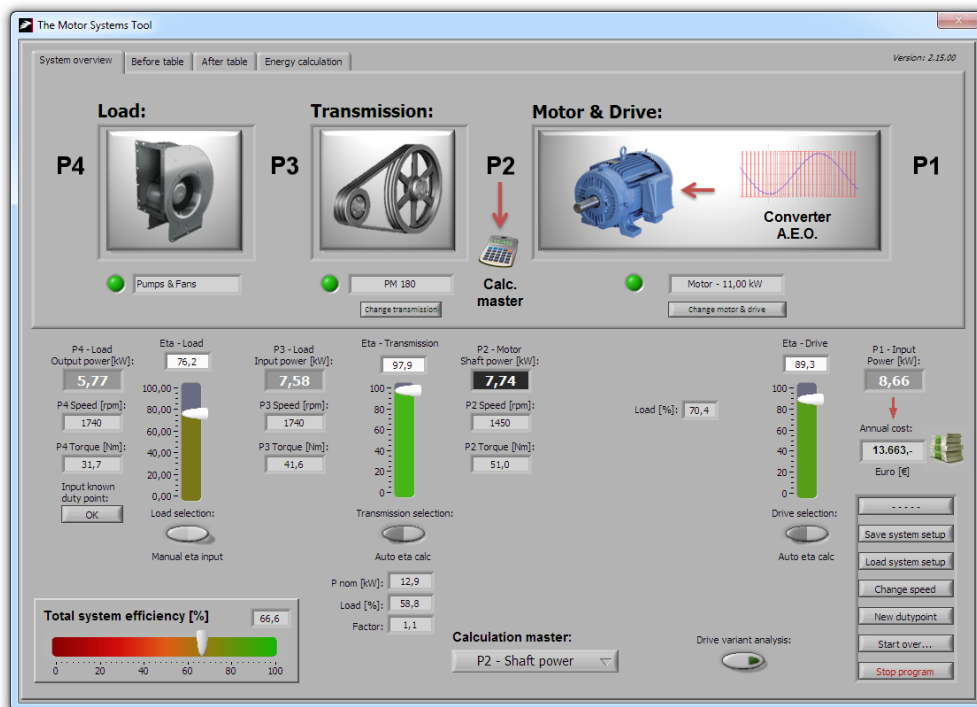 The Motor Systems Tool
System overview
Before table
After table
Energy calculation
Version: 2.15.00
Load:
Transmission:
Motor & Drive:
P4
P3
P2
P1
Converter
A.E.O.
Calc.
master
Pumps & Fans
PM 180
Change transmission
Motor - 11,00 kW
Change motor & drive
P4 - Load
Output power[kW]:
5,77
P4 Speed [rpm]:
1740
P4 Torque [Nm]:
31,7
Input known
duty point:
OK
Eta - Load
76,2
100,00
80,00
60,00
40,00
20,00
0,00
Load selection:
Manual eta input
P3 - Load
Input power [kW]:
7,58
P3 Speed [rpm]:
1740
P3 Torque [Nm]:
41,6
Eta - Transmission
97,9
100
80
60
40
20
0
Transmission selection:
Auto eta calc
P nom [kW]:
12,9
Load [%]:
58,8
Factor:
1,1
P2 - Motor
Shaft power [kW]:
7,74
P2 Speed [rpm]:
1450
P2 Torque [Nm]:
51,0
Load [%]:
70,4
Eta - Drive
89,3
100
80
60
40
20
0
Drive selection:
Auto eta calc
P1 - Input
Power [kW]:
8,66
Annual cost:
13.663,-
Euro [€]
- - - - -
Save system setup
Load system setup
Change speed
New dutypoint
Start over...
Stop program
Total system efficiency [%]
66,6
0
20
40
60
80
100
Calculation master:
P2 - Shaft power
Drive variant analysis: